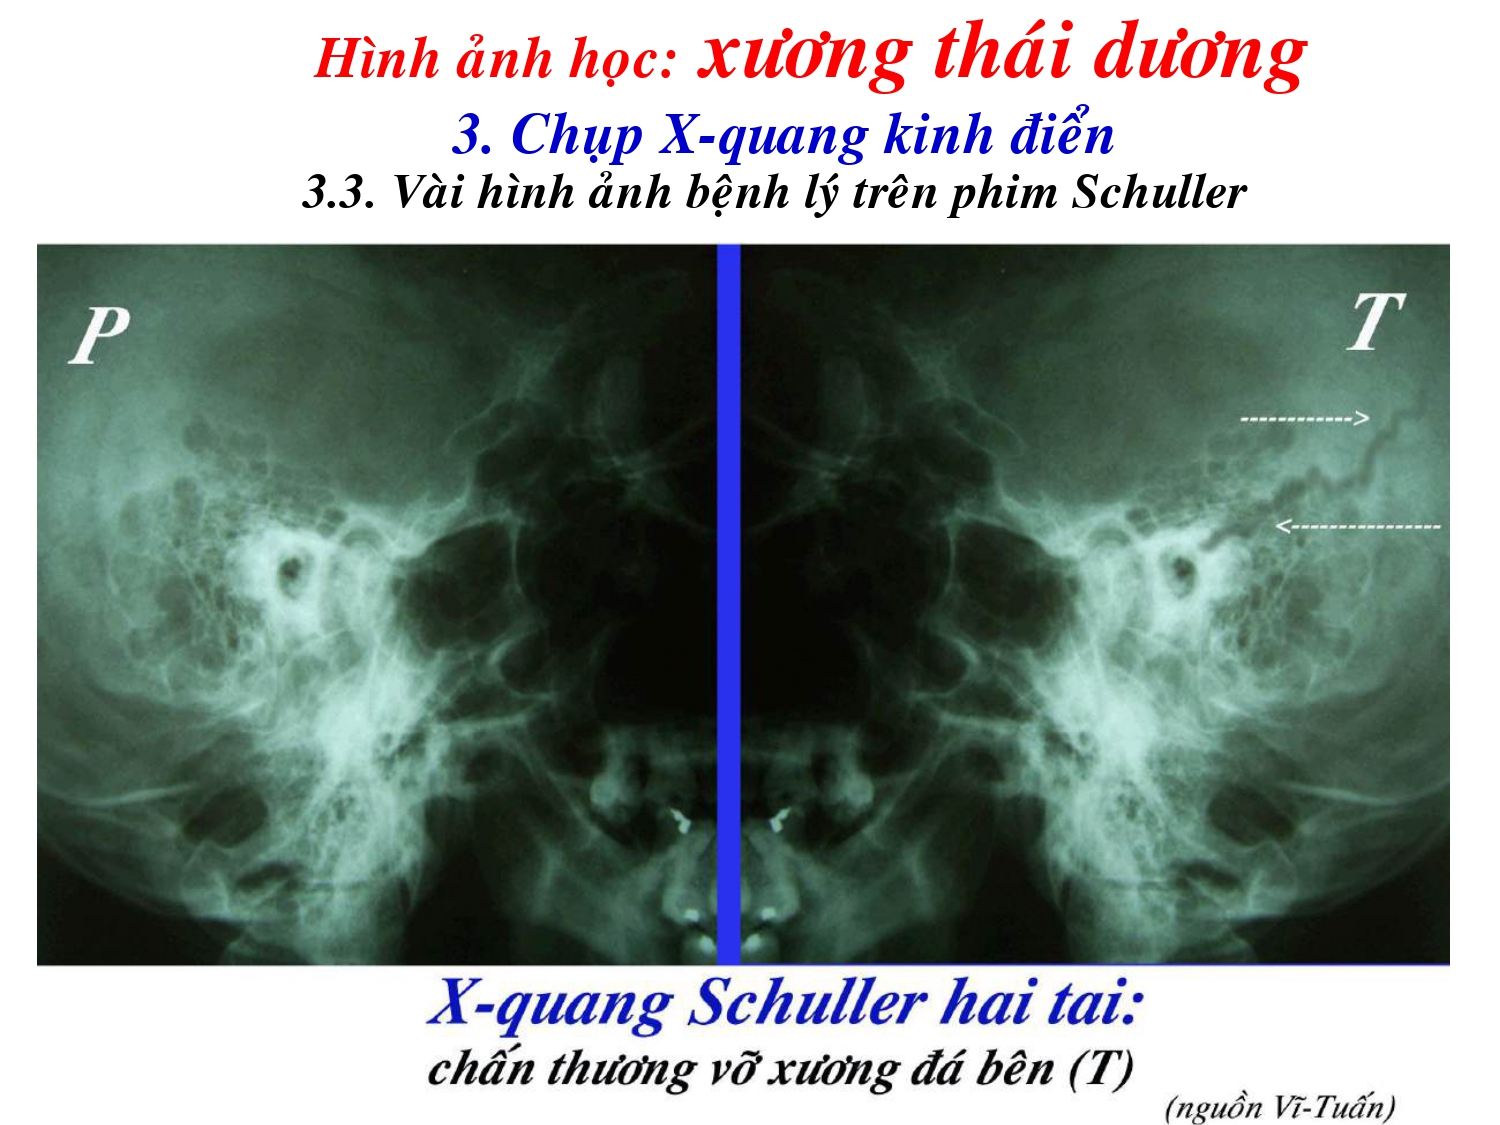 Hình ảnh học: xương thái dương
3. Chụp X-quang kinh điển
3.3. Vài hình ảnh bệnh lý trên phim Schuller
P
T
------------>
<----------------
X-quang Schuller hai tai:
chấn thương vỡ xương đá bên (T)
(nguồn Vĩ-Tuấn)